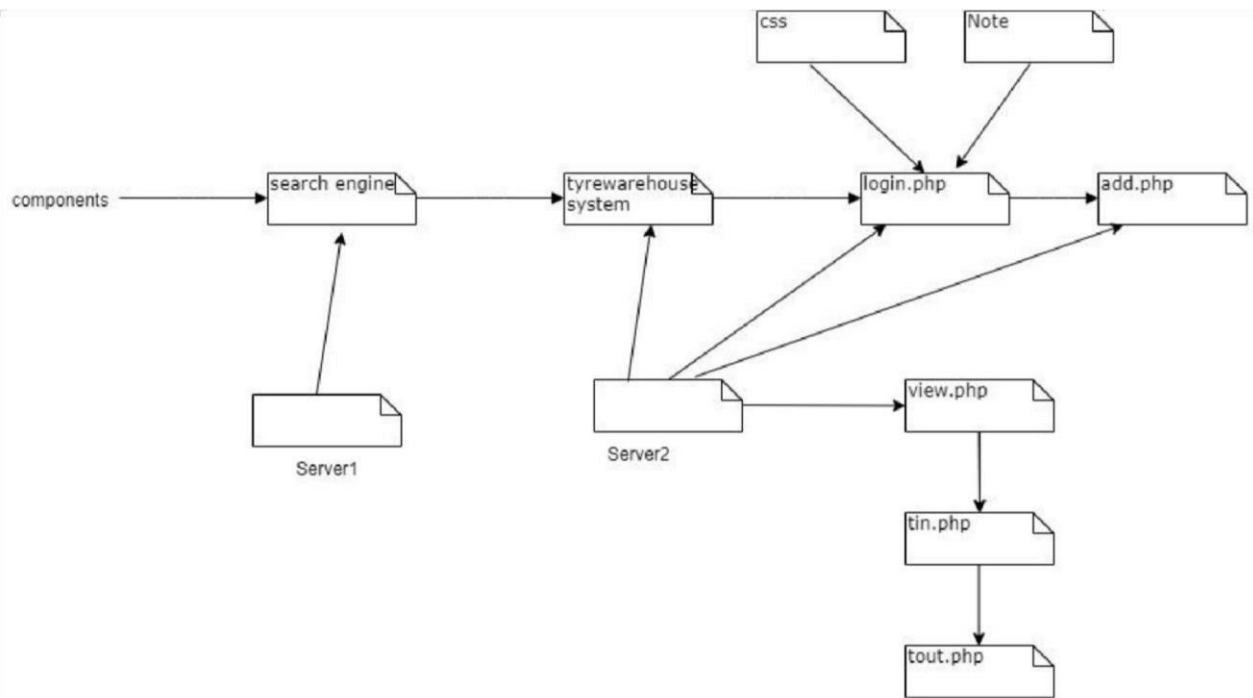 css
Note
components
search engine
tyrewarehouse
system
login.php
add.php
Server1
Server2
view.php
tin.php
tout.php